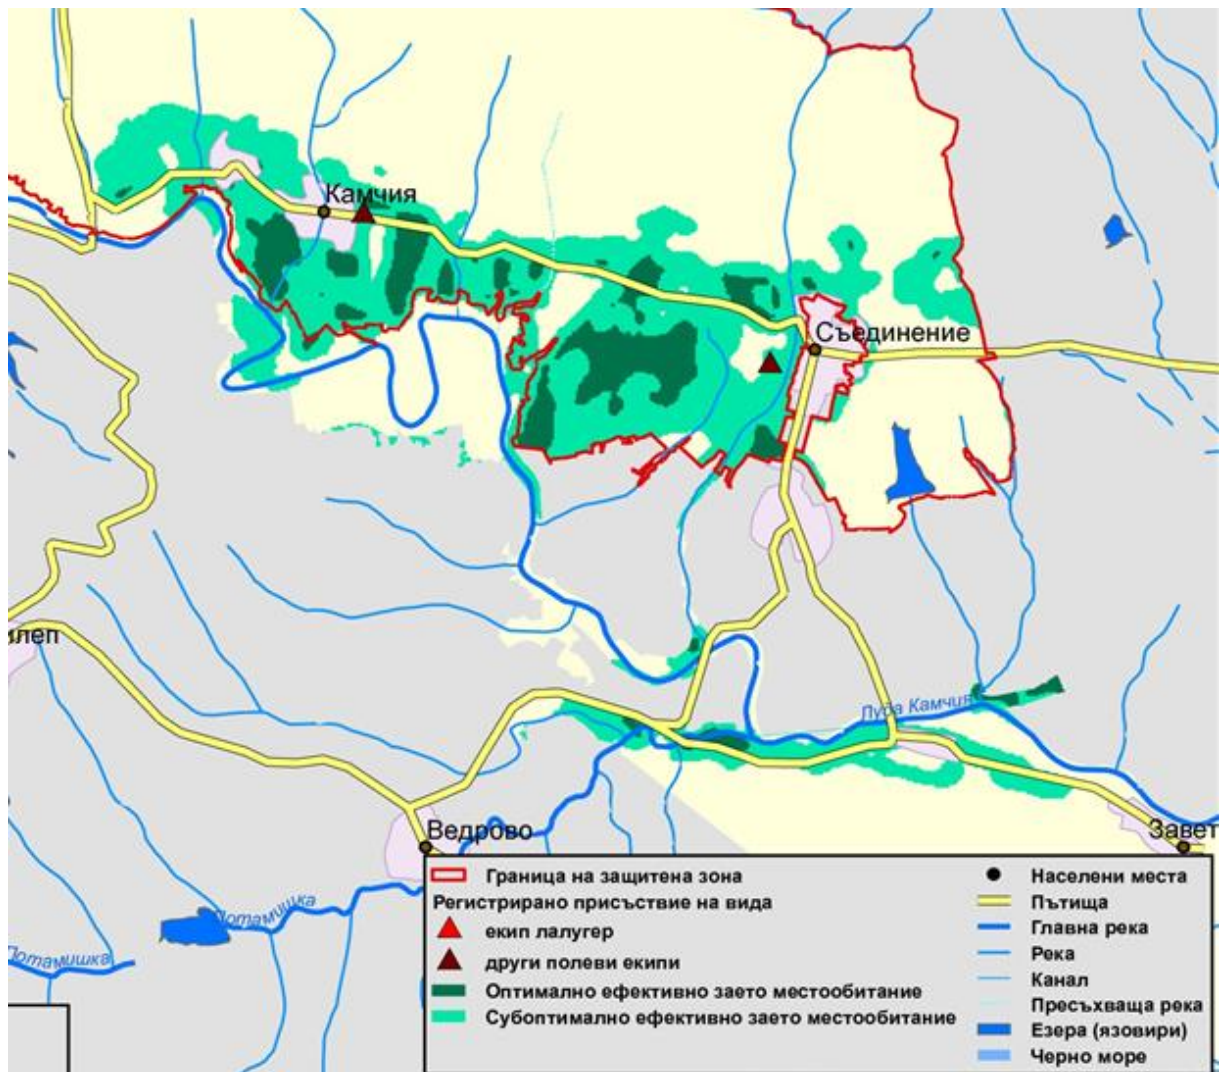 Камчия
Съединение
илеп
Луда Камчия
Ведрово
Завет
Потамишка
Потамишка
Граница на защитена зона
Регистрирано присъствие на вида
екип лалугер
други полеви екипи
Оптимално ефективно заето местообитание
Субоптимално ефективно заето местообитание
Населени места
Пътища
Главна река
Река
Канал
Пресъхваща река
Езера (язовири)
Черно море